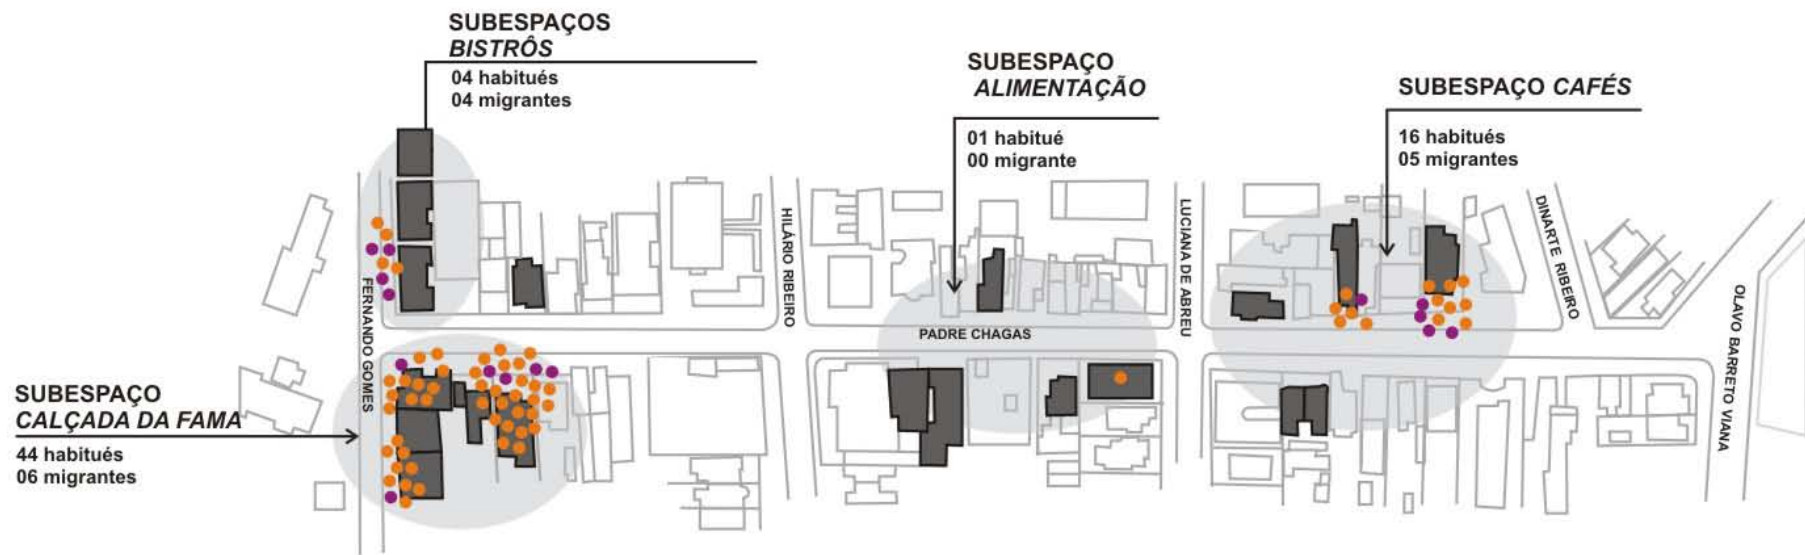 SUBESPAÇOS
BISTRÔS
04 habitués
04 migrantes
SUBESPAÇO
ALIMENTAÇÃO
01 habitué
00 migrante
SUBESPAÇO CAFÉS
16 habitués
05 migrantes
SUBESPAÇO
CALÇADA DA FAMA
44 habitués
06 migrantes
FERNANDO GOMES
HILÁRIO RIBEIRO
PADRE CHAGAS
LUCIANA DE ABREU
DINARTE RIBEIRO
OLAVO BARRETO VIANA